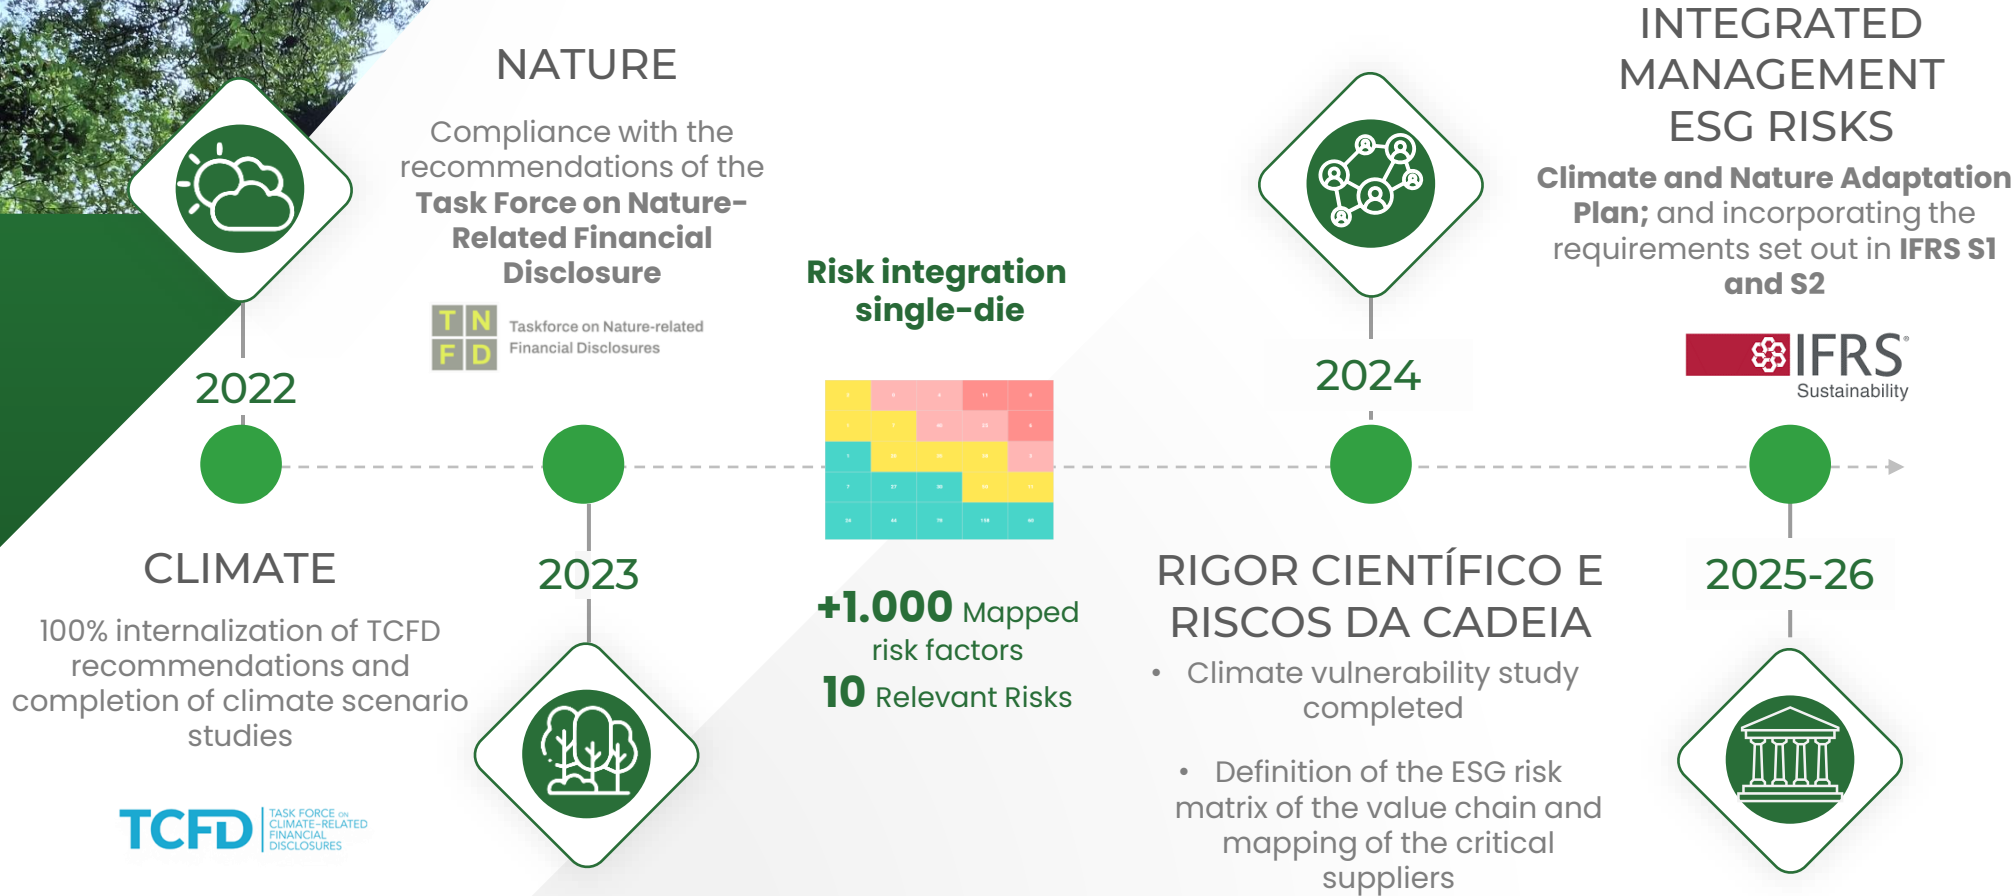 NATURE
Compliance with the
recommendations of the
Task Force on Nature-
Related Financial
Disclosure
T N
F D
Taskforce on Nature-related
Financial Disclosures
2022
CLIMATE
100% internalization of TCFD
recommendations and
completion of climate scenario
studies
TCFD
TASK FORCE ON
CLIMATE-RELATED
FINANCIAL
DISCLOSURES
2023
Risk integration
single-die
+1.000 Mapped
risk factors
10 Relevant Risks
2024
RIGOR CIENTÍFICO E
RISCOS DA CADEIA
• Climate vulnerability study
completed
• Definition of the ESG risk
matrix of the value chain and
mapping of the critical
suppliers
INTEGRATED
MANAGEMENT
ESG RISKS
Climate and Nature Adaptation
Plan; and incorporating the
requirements set out in IFRS S1
and S2
IFRS®
Sustainability
2025-26